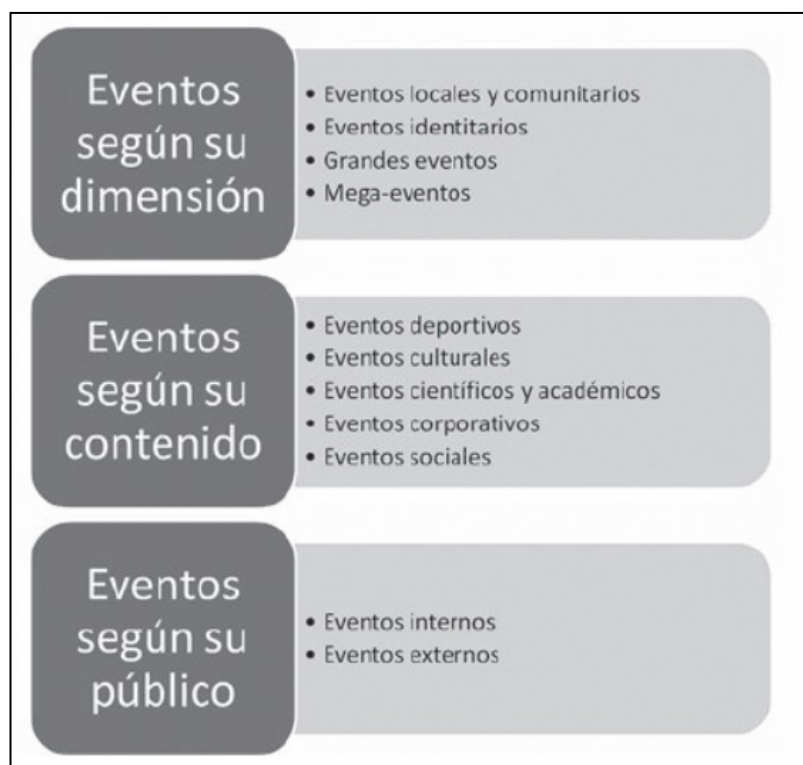 Eventos
según su
dimensión
• Eventos locales y comunitarios
• Eventos identitarios
• Grandes eventos
• Mega-eventos
Eventos
según su
contenido
• Eventos deportivos
• Eventos culturales
• Eventos científicos y académicos
• Eventos corporativos
• Eventos sociales
Eventos
según su
público
• Eventos internos
• Eventos externos